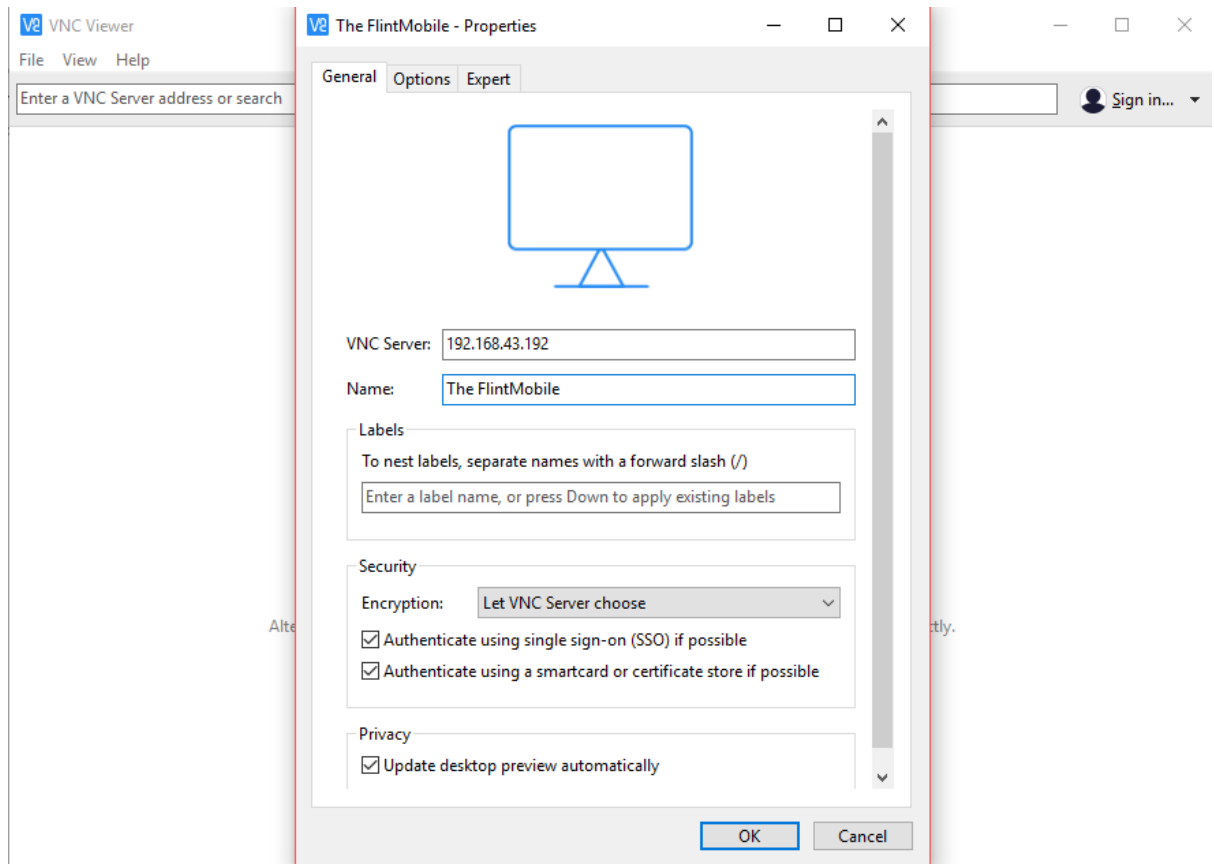 VNC Viewer
File View Help
Enter a VNC Server address or search
Sign in...
The FlintMobile - Properties
General Options Expert
VNC Server: 192.168.43.192
Name: The FlintMobile
Labels
To nest labels, separate names with a forward slash (/)
Enter a label name, or press Down to apply existing labels
Security
Encryption: Let VNC Server choose
Authenticate using single sign-on (SSO) if possible
Authenticate using a smartcard or certificate store if possible
Privacy
Update desktop preview automatically
OK Cancel